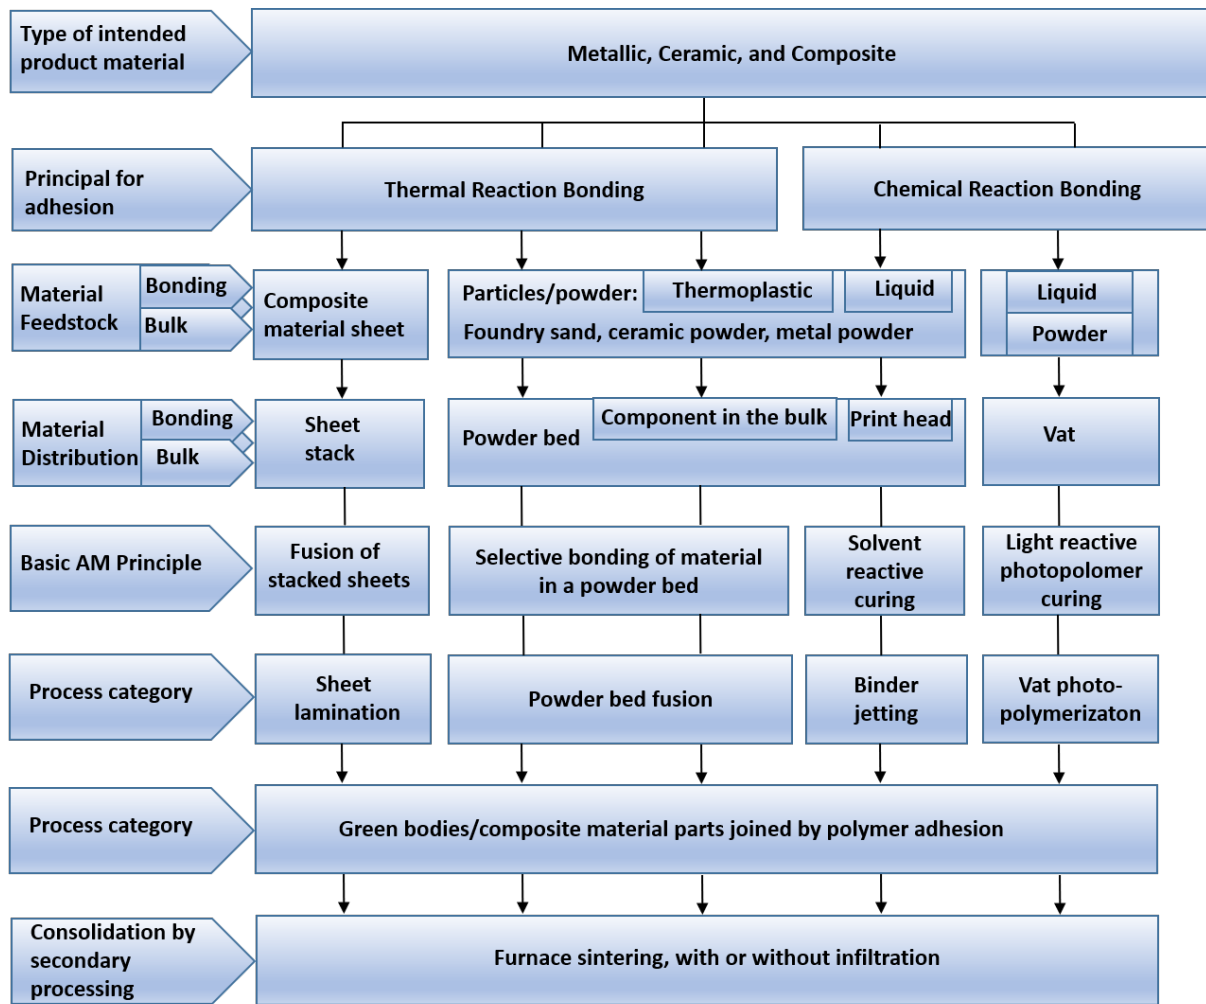 Type of intended
product material
Metallic, Ceramic, and Composite
Principal for
adhesion
Thermal Reaction Bonding
Chemical Reaction Bonding
Material
Feedstock
Bonding
Bulk
Composite
material sheet
Particles/powder:
Thermoplastic
Liquid
Foundry sand, ceramic powder, metal powder
Liquid
Powder
Material
Distribution
Bonding
Bulk
Sheet
stack
Powder bed
Component in the bulk
Print head
Vat
Basic AM Principle
Fusion of
stacked sheets
Selective bonding of material
in a powder bed
Solvent
reactive
curing
Light reactive
photopolomer
curing
Process category
Sheet
lamination
Powder bed fusion
Binder
jetting
Vat photo-
polymerizaton
Process category
Green bodies/composite material parts joined by polymer adhesion
Consolidation by
secondary
processing
Furnace sintering, with or without infiltration